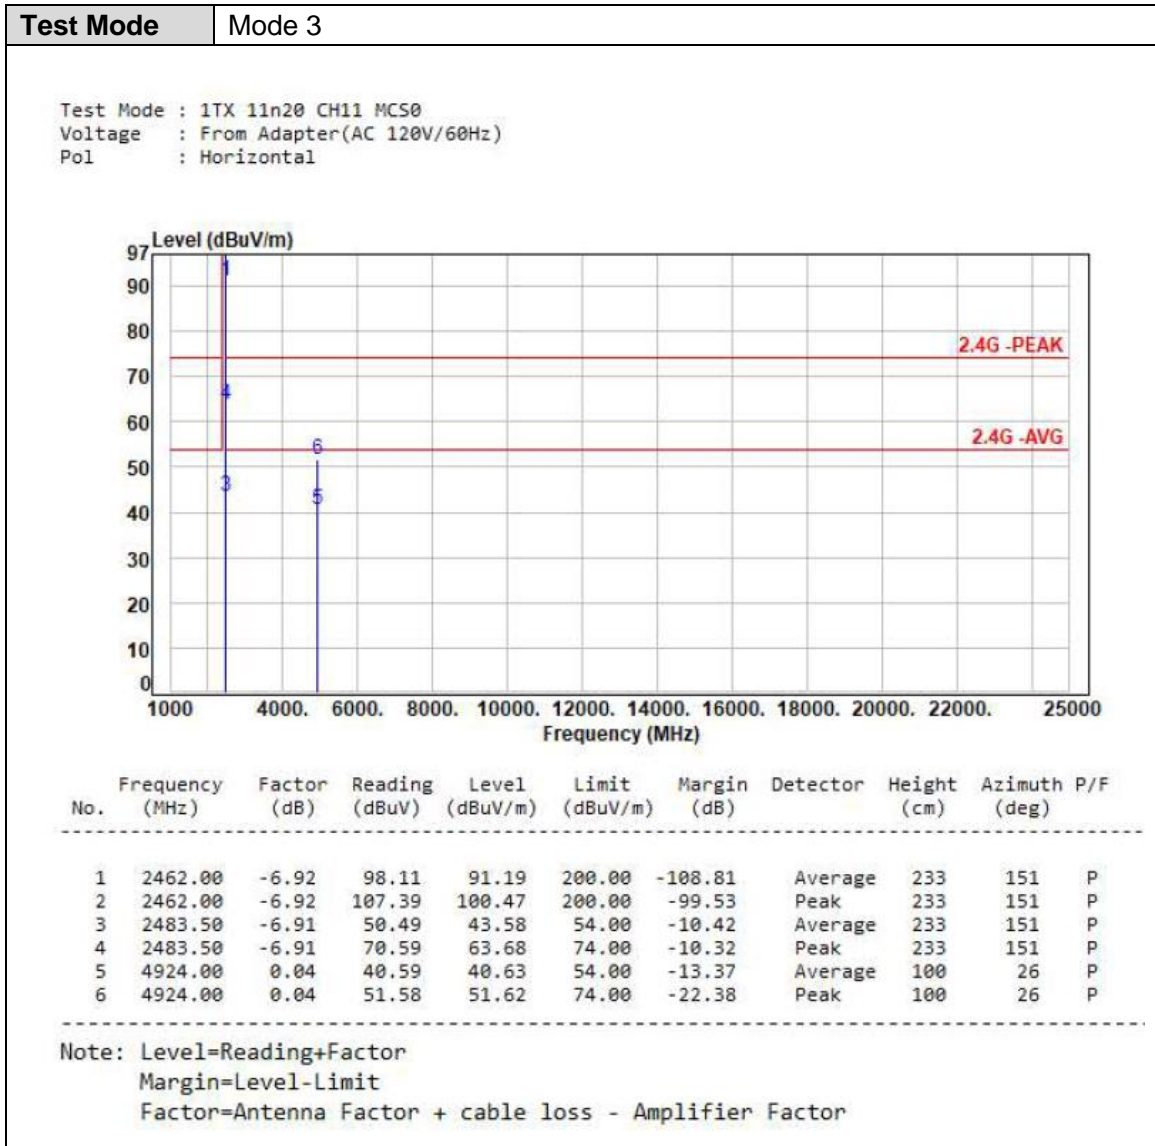 Test Mode Mode 3
Test Mode : 1TX 11n20 CH11 MCS0
Voltage : From Adapter(AC 120V/60Hz)
Pol : Horizontal
Level (dBuV/m)
97
1
90
80
2.4G -PEAK
70
4
60
2.4G -AVG
6
50
3
5
40
30
20
10
0
1000 4000. 6000. 8000. 10000. 12000. 14000. 16000. 18000. 20000. 22000. 25000
Frequency (MHz)
Frequency Factor Reading Level Limit Margin Detector Height Azimuth P/F
No. (MHz) (dB) (dBuV) (dBuV/m) (dBuV/m) (dB) (cm) (deg)
1 2462.00 -6.92 98.11 91.19 200.00 -108.81 Average 233 151 P
2 2462.00 -6.92 107.39 100.47 200.00 -99.53 Peak 233 151 P
3 2483.50 -6.91 50.49 43.58 54.00 -10.42 Average 233 151 P
4 2483.50 -6.91 70.59 63.68 74.00 -10.32 Peak 233 151 P
5 4924.00 0.04 40.59 40.63 54.00 -13.37 Average 100 26 P
6 4924.00 0.04 51.58 51.62 74.00 -22.38 Peak 100 26 P
Note: Level=Reading+Factor
Margin=Level-Limit
Factor=Antenna Factor + cable loss - Amplifier Factor